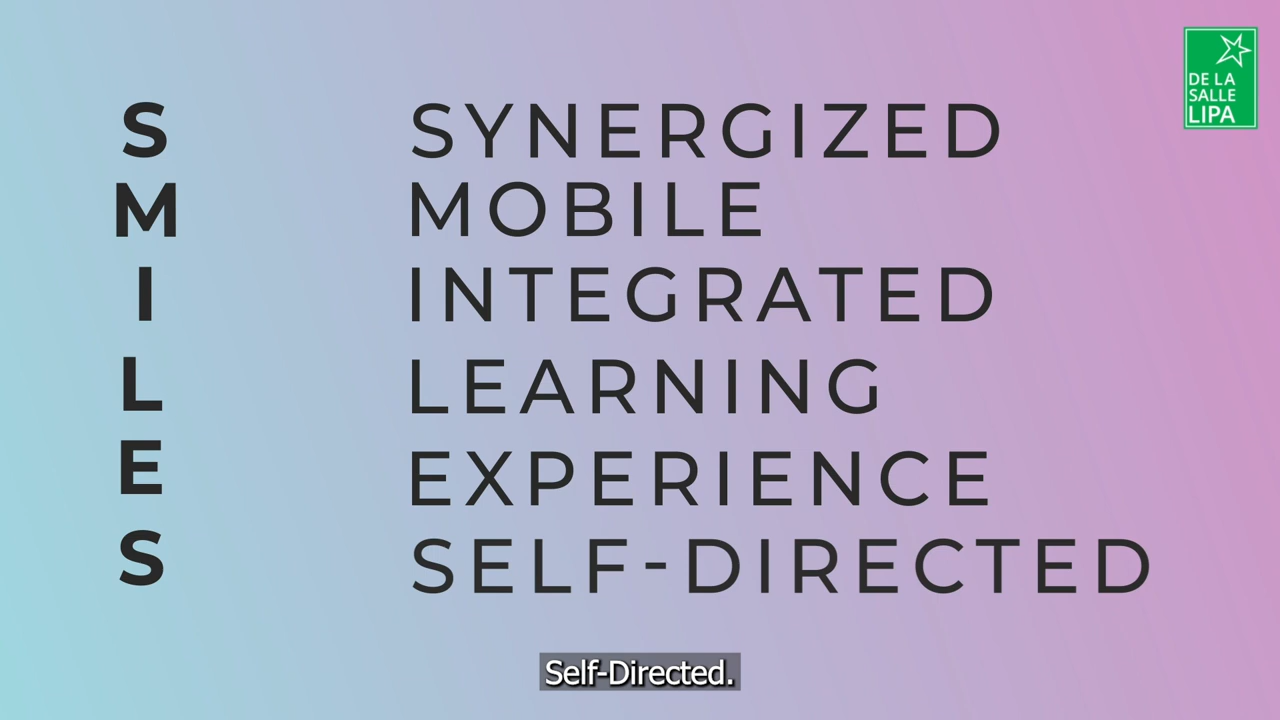 DE LA
SALLE
LIPA
S SYNERGIZED
M MOBILE
I INTEGRATED
L LEARNING
E EXPERIENCE
S SELF-DIRECTED
Self-Directed.